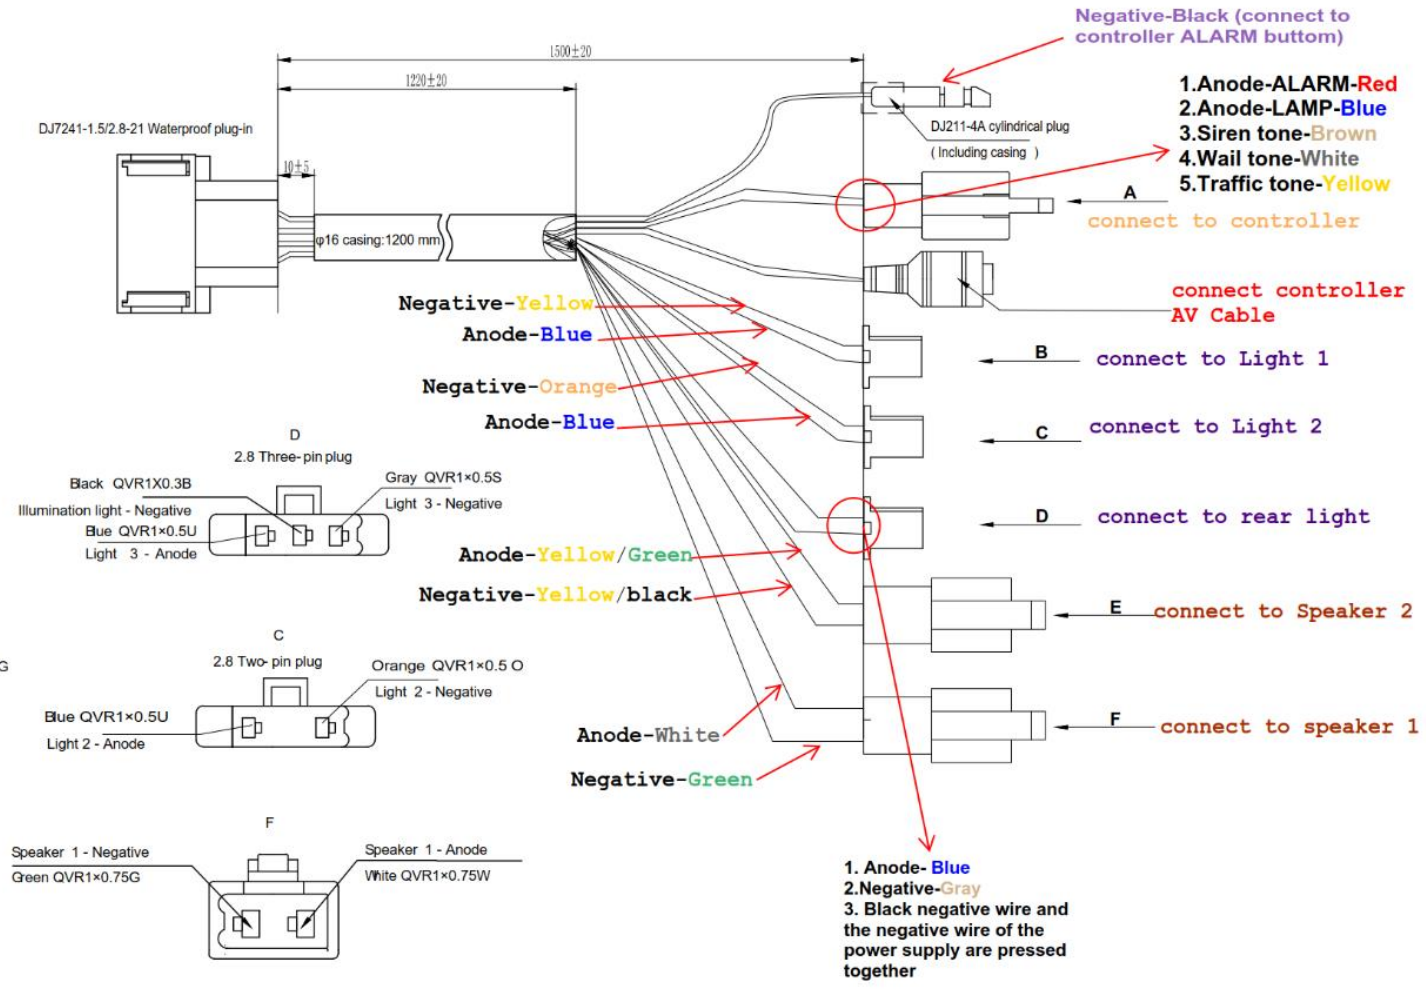 Negative-Black (connect to
controller ALARM buttom)
1500±20
1220±20
1.Anode-ALARM-Red
2.Anode-LAMP-Blue
3.Siren tone-Brown
4.Wail tone-White
5.Traffic tone-Yellow
DJ7241-1.5/2.8-21 Waterproof plug-in
DJ211-4A cylindrical plug
( Including casing )
10±5
A
connect to controller
φ16 casing:1200 mm
connect controller
AV Cable
Negative-Yellow
Anode-Blue
B connect to Light 1
Negative-Orange
Anode-Blue
C connect to Light 2
D
2.8 Three-pin plug
Black QVR1X0.3B
Illumination light - Negative
Blue QVR1×0.5U
Light 3 - Anode
Gray QVR1×0.5S
Light 3 - Negative
D connect to rear light
Anode-Yellow/Green
Negative-Yellow/black
E connect to Speaker 2
C
2.8 Two-pin plug
G
Orange QVR1×0.5 O
Light 2 - Negative
Blue QVR1×0.5U
Light 2 - Anode
Anode-White
Negative-Green
F connect to speaker 1
F
Speaker 1 - Negative
Green QVR1×0.75G
Speaker 1 - Anode
White QVR1×0.75W
1. Anode- Blue
2.Negative-Gray
3. Black negative wire and
the negative wire of the
power supply are pressed
together